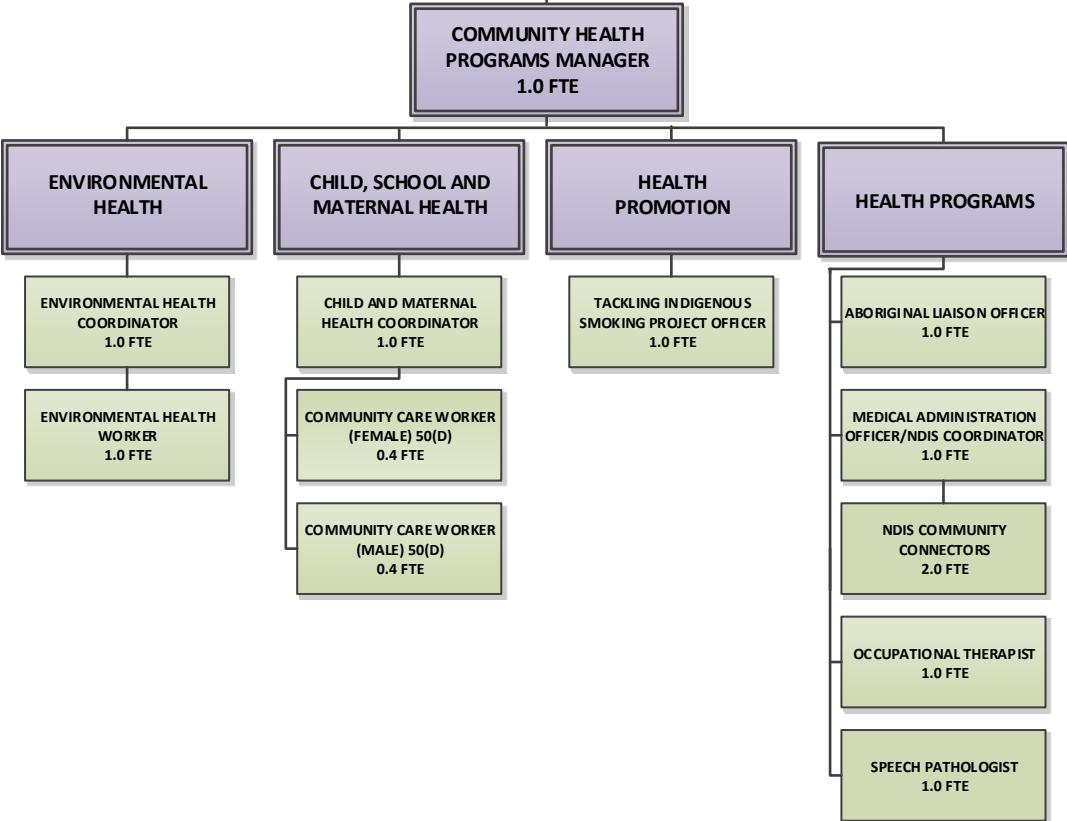 COMMUNITY HEALTH
PROGRAMS MANAGER
1.0 FTE
ENVIRONMENTAL
HEALTH
ENVIRONMENTAL HEALTH
COORDINATOR
1.0 FTE
ENVIRONMENTAL HEALTH
WORKER
1.0 FTE
CHILD, SCHOOL AND
MATERNAL HEALTH
CHILD AND MATERNAL
HEALTH COORDINATOR
1.0 FTE
COMMUNITY CARE WORKER
(FEMALE) 50(D)
0.4 FTE
COMMUNITY CARE WORKER
(MALE) 50(D)
0.4 FTE
HEALTH
PROMOTION
TACKLING INDIGENOUS
SMOKING PROJECT OFFICER
1.0 FTE
HEALTH PROGRAMS
ABORIGINAL LIAISON OFFICER
1.0 FTE
MEDICAL ADMINISTRATION
OFFICER/NDIS COORDINATOR
1.0 FTE
NDIS COMMUNITY
CONNECTORS
2.0 FTE
OCCUPATIONAL THERAPIST
1.0 FTE
SPEECH PATHOLOGIST
1.0 FTE